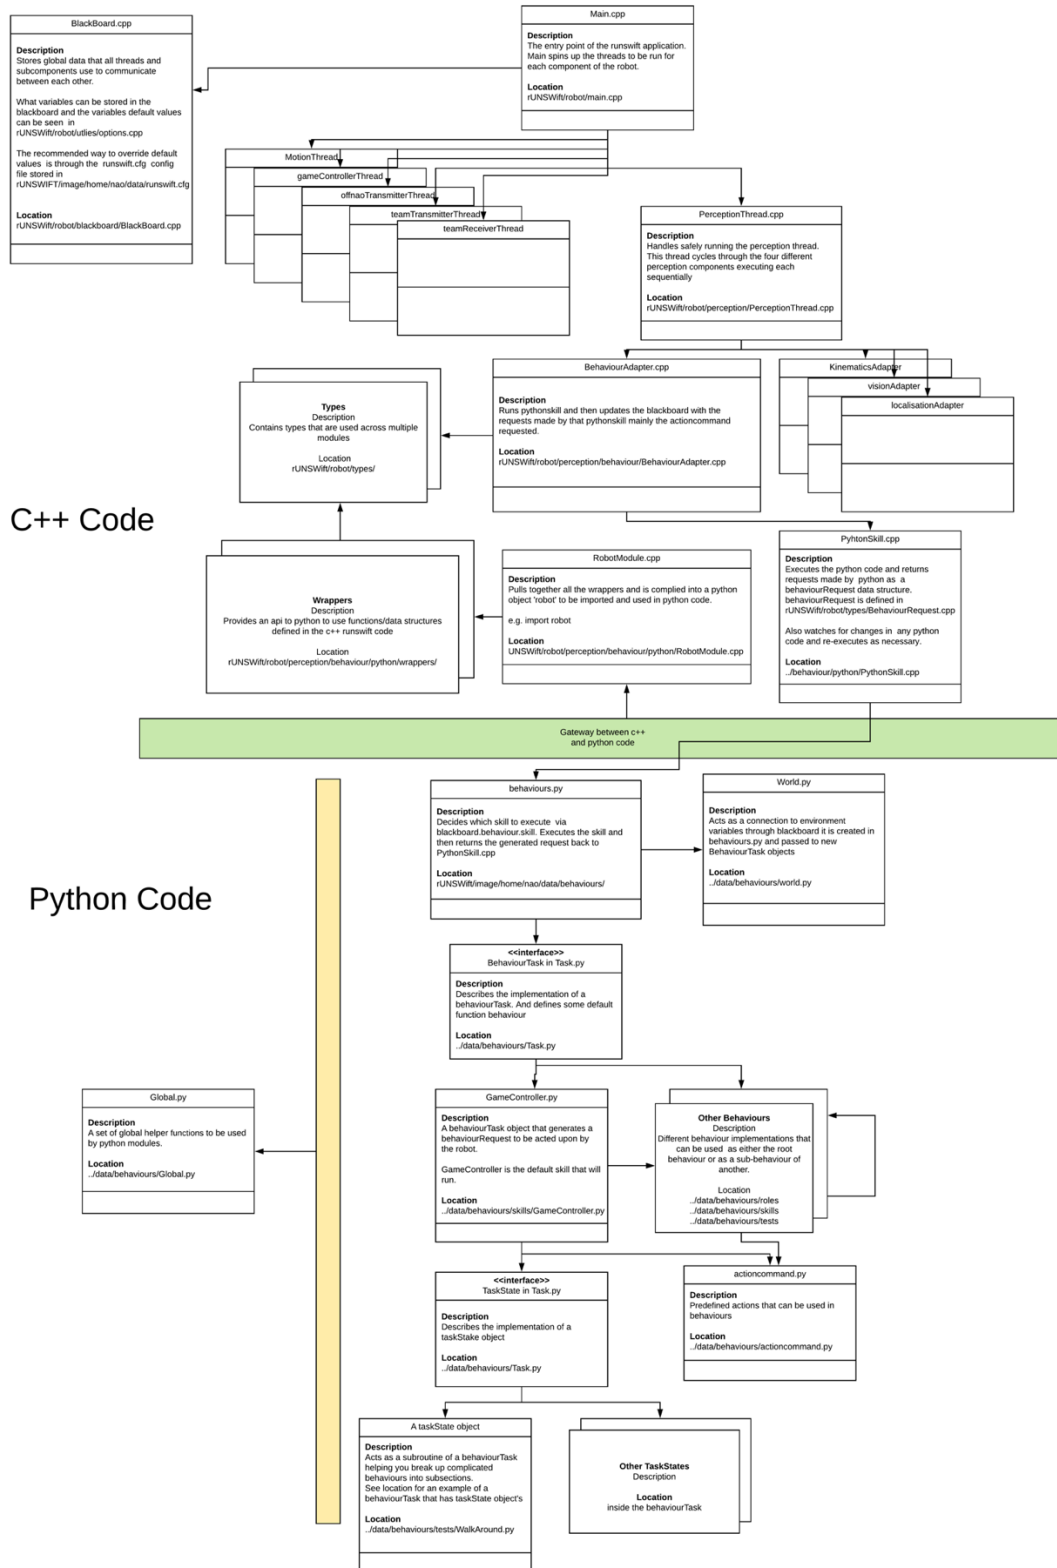 BlackBoard.cpp
Description
Stores global data that all threads and
subcomponents use to communicate
between each other.
What variables can be stored in the
blackboard and the variables default values
can be seen in
rUNSWift/robot/utlies/options.cpp
The recommended way to override default
values is through the runswift.cfg config
file stored in
rUNSWIFT/image/home/nao/data/runswift.cfg
Location
rUNSWift/robot/blackboard/BlackBoard.cpp
Main.cpp
Description
The entry point of the runswift application.
Main spins up the threads to be run for
each component of the robot.
Location
rUNSWift/robot/main.cpp
MotionThread
gameControllerThread
offnaoTransmitterThread
teamTransmitterThread
teamReceiverThread
PerceptionThread.cpp
Description
Handles safely running the perception thread.
This thread cycles through the four different
perception components executing each
sequentially
Location
rUNSWift/robot/perception/PerceptionThread.cpp
BehaviourAdapter.cpp
Description
Runs pythonskill and then updates the blackboard with the
requests made by that pythonskill mainly the actioncommand
requested.
Location
rUNSWift/robot/perception/behaviour/BehaviourAdapter.cpp
KinematicsAdapter
visionAdapter
localisationAdapter
Types
Description
Contains types that are used across multiple
modules
Location
rUNSWift/robot/types/
C++ Code
Wrappers
Description
Provides an api to python to use functions/data structures
defined in the c++ runswift code
Location
rUNSWift/robot/perception/behaviour/python/wrappers/
RobotModule.cpp
Description
Pulls together all the wrappers and is complied into a python
object 'robot' to be imported and used in python code.
e.g. import robot
Location
UNSWift/robot/perception/behaviour/python/RobotModule.cpp
PyhtonSkill.cpp
Description
Executes the python code and returns
requests made by python as a
behaviourRequest data structure.
behaviourRequest is defined in
rUNSWift/robot/types/BehaviourRequest.cpp
Also watches for changes in any python
code and re-executes as necessary.
Location
../behaviour/python/PythonSkill.cpp
Gateway between c++
and python code
Python Code
behaviours.py
Description
Decides which skill to execute via
blackboard.behaviour.skill. Executes the skill and
then returns the generated request back to
PythonSkill.cpp
Location
rUNSWift/image/home/nao/data/behaviours/
World.py
Description
Acts as a connection to environment
variables through blackboard it is created in
behaviours.py and passed to new
BehaviourTask objects
Location
../data/behaviours/world.py
<<interface>>
BehaviourTask in Task.py
Description
Describes the implementation of a
behaviourTask. And defines some default
function behaviour
Location
../data/behaviours/Task.py
Global.py
Description
A set of global helper functions to be used
by python modules.
Location
../data/behaviours/Global.py
GameController.py
Description
A behaviourTask object that generates a
behaviourRequest to be acted upon by
the robot.
GameController is the default skill that will
run.
Location
../data/behaviours/skills/GameController.py
Other Behaviours
Description
Different behaviour implementations that
can be used as either the root
behaviour or as a sub-behaviour of
another.
Location
../data/behaviours/roles
../data/behaviours/skills
../data/behaviours/tests
<<interface>>
TaskState in Task.py
Description
Describes the implementation of a
taskStake object
Location
../data/behaviours/Task.py
actioncommand.py
Description
Predefined actions that can be used in
behaviours
Location
../data/behaviours/actioncommand.py
A taskState object
Description
Acts as a subroutine of a behaviourTask
helping you break up complicated
behaviours into subsections.
See location for an example of a
behaviourTask that has taskState object's
Location
../data/behaviours/tests/WalkAround.py
Other TaskStates
Description
Location
inside the behaviourTask